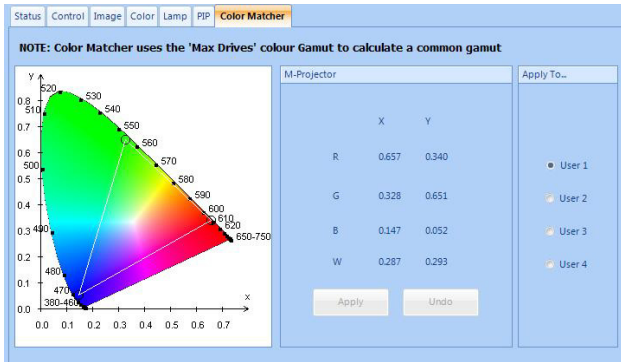 Status Control Image Color Lamp PIP Color Matcher
NOTE: Color Matcher uses the 'Max Drives' colour Gamut to calculate a common gamut
M-Projector
Apply To...
Y
0.8
0.7
0.6
0.5
0.4
0.3
0.2
0.1
0.0
0.0 0.1 0.2 0.3 0.4 0.5 0.6 0.7
x
520
530
510
540
550
560
570
500
580
590
600
610
620
650-750
490
480
470
380-460
X Y
R 0.657 0.340
G 0.328 0.651
B 0.147 0.052
W 0.287 0.293
Apply Undo
User 1
User 2
User 3
User 4